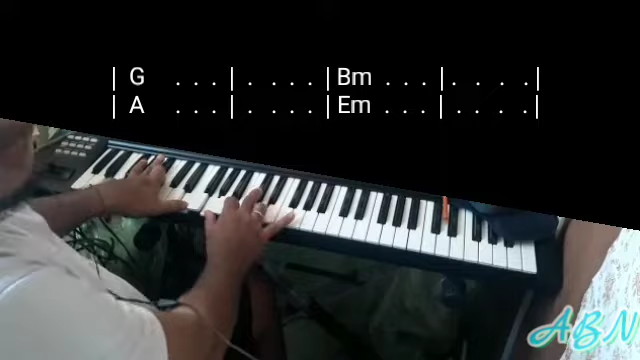 | G . . . | . . . . | Bm . . . | . . . . |
| A . . . | . . . . | Em . . . | . . . . |
ABN